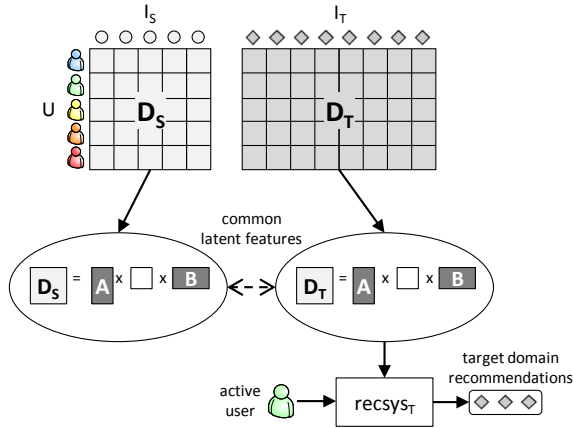 I_S
I_T
U
D_S
D_T
common
latent features
D_S = A x x B
D_T = A x x B
target domain
recommendations
active
user
recsys_T